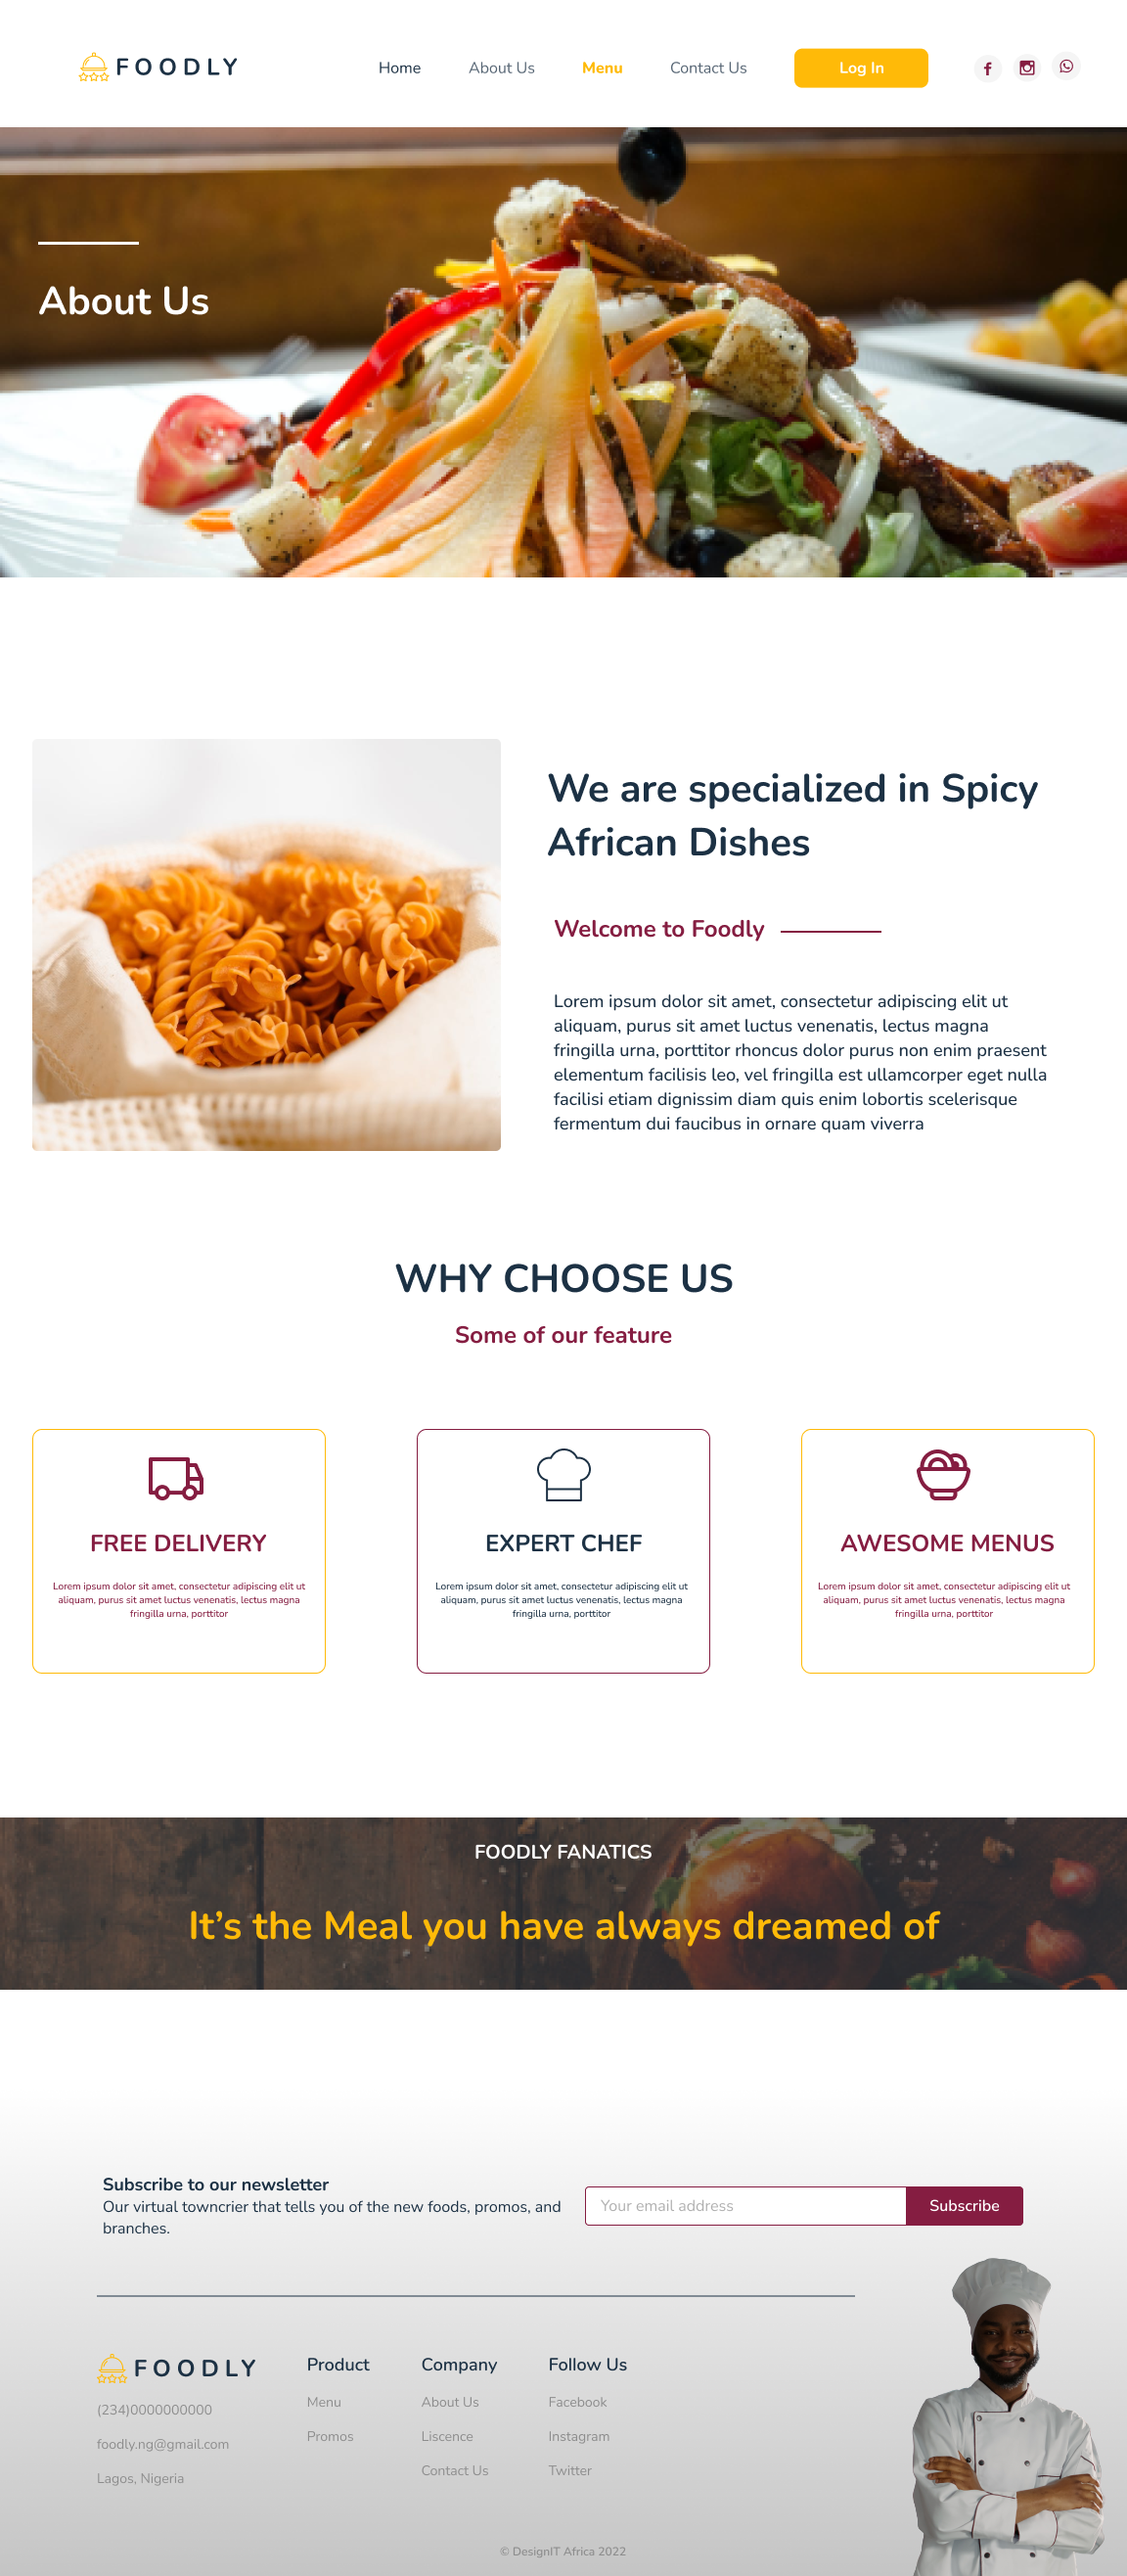 FOODLY
Home
About Us
Menu
Contact Us
Log In
About Us
We are specialized in Spicy
African Dishes
Welcome to Foodly
Lorem ipsum dolor sit amet, consectetur adipiscing elit ut
aliquam, purus sit amet luctus venenatis, lectus magna
fringilla urna, porttitor rhoncus dolor purus non enim praesent
elementum facilisis leo, vel fringilla est ullamcorper eget nulla
facilisi etiam dignissim diam quis enim lobortis scelerisque
fermentum dui faucibus in ornare quam viverra
WHY CHOOSE US
Some of our feature
FREE DELIVERY
Lorem ipsum dolor sit amet, consectetur adipiscing elit ut
aliquam, purus sit amet luctus venenatis, lectus magna
fringilla urna, porttitor
EXPERT CHEF
Lorem ipsum dolor sit amet, consectetur adipiscing elit ut
aliquam, purus sit amet luctus venenatis, lectus magna
fringilla urna, porttitor
AWESOME MENUS
Lorem ipsum dolor sit amet, consectetur adipiscing elit ut
aliquam, purus sit amet luctus venenatis, lectus magna
fringilla urna, porttitor
FOODLY FANATICS
It’s the Meal you have always dreamed of
Subscribe to our newsletter
Our virtual towncrier that tells you of the new foods, promos, and
branches.
Your email address
Subscribe
FOODLY
(234)0000000000
foodly.ng@gmail.com
Lagos, Nigeria
Product
Menu
Promos
Company
About Us
Liscence
Contact Us
Follow Us
Facebook
Instagram
Twitter
© DesignIT Africa 2022